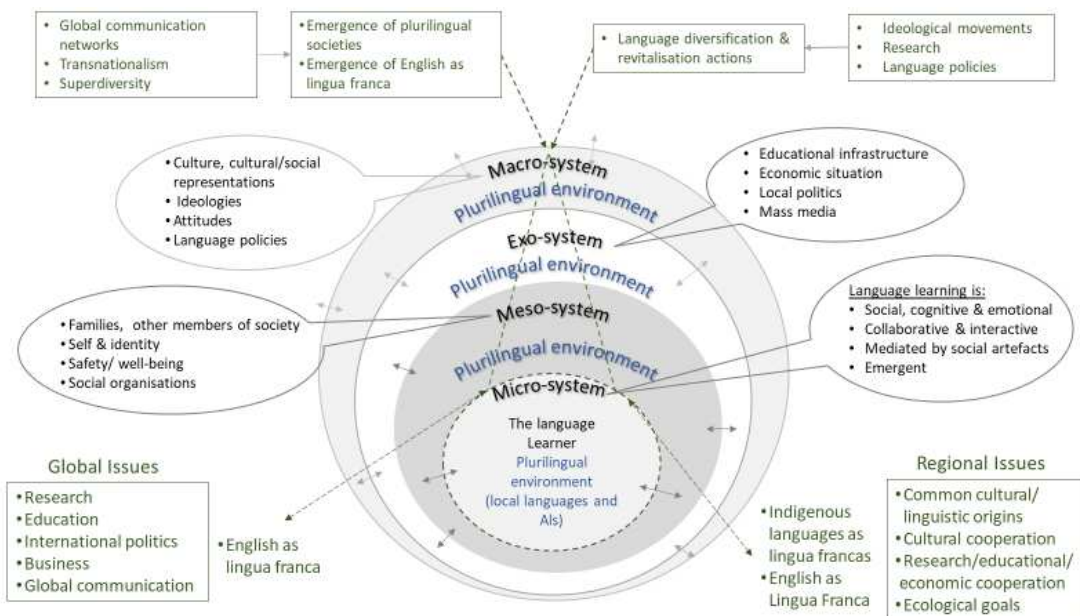 • Global communication
networks
• Transnationalism
• Superdiversity
• Emergence of plurilingual
societies
• Emergence of English as
lingua franca
• Language diversification &
revitalisation actions
• Ideological movements
• Research
• Language policies
• Culture, cultural/social
representations
• Ideologies
• Attitudes
• Language policies
Macro-system
Plurilingual environment
• Educational infrastructure
• Economic situation
• Local politics
• Mass media
Exo-system
Plurilingual environment
• Families, other members of society
• Self & identity
• Safety/ well-being
• Social organisations
Meso-system
Plurilingual environment
Language learning is:
• Social, cognitive & emotional
• Collaborative & interactive
• Mediated by social artefacts
• Emergent
Micro-system
The language
Learner
Plurilingual
environment
(local languages and
AIs)
Global Issues
• Research
• Education
• International politics
• Business
• Global communication
• English as
lingua franca
• Indigenous
languages as
lingua francas
• English as
Lingua Franca
Regional Issues
• Common cultural/
linguistic origins
• Cultural cooperation
• Research/educational/
economic cooperation
• Ecological goals